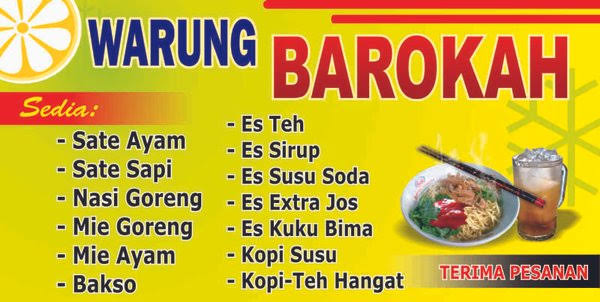 WARUNG
BAROKAH
Sedia:
- Sate Ayam
- Sate Sapi
- Nasi Goreng
- Mie Goreng
- Mie Ayam
- Bakso
- Es Teh
- Es Sirup
- Es Susu Soda
- Es Extra Jos
- Es Kuku Bima
- Kopi Susu
- Kopi-Teh Hangat
TERIMA PESANAN